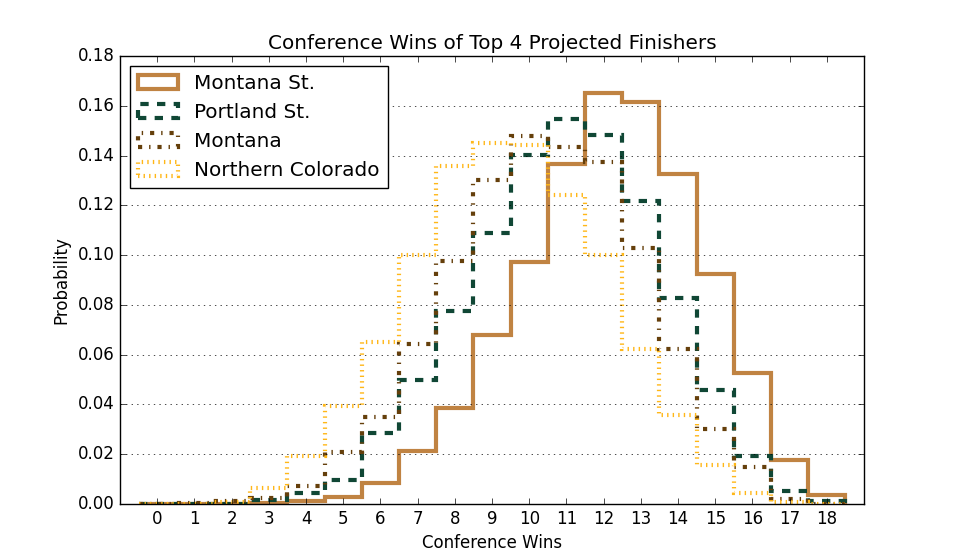 Conference Wins of Top 4 Projected Finishers
0.18
0.16
0.14
0.12
0.10
0.08
0.06
0.04
0.02
0.00
Probability
Montana St.
Portland St.
Montana
Northern Colorado
0 1 2 3 4 5 6 7 8 9 10 11 12 13 14 15 16 17 18
Conference Wins